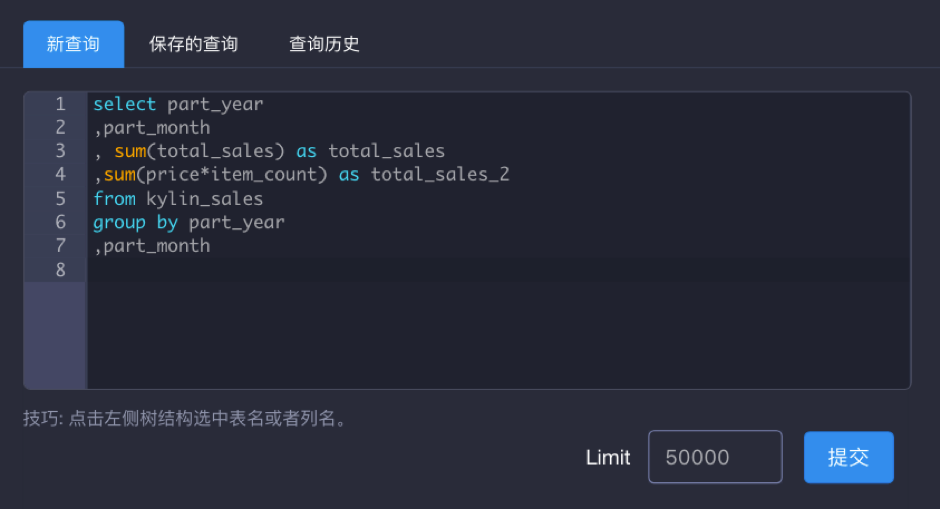 新查询 保存的查询 查询历史
1 select part_year
2 ,part_month
3 , sum(total_sales) as total_sales
4 ,sum(price*item_count) as total_sales_2
5 from kylin_sales
6 group by part_year
7 ,part_month
8
技巧: 点击左侧树结构选中表名或者列名。
Limit 50000 提交